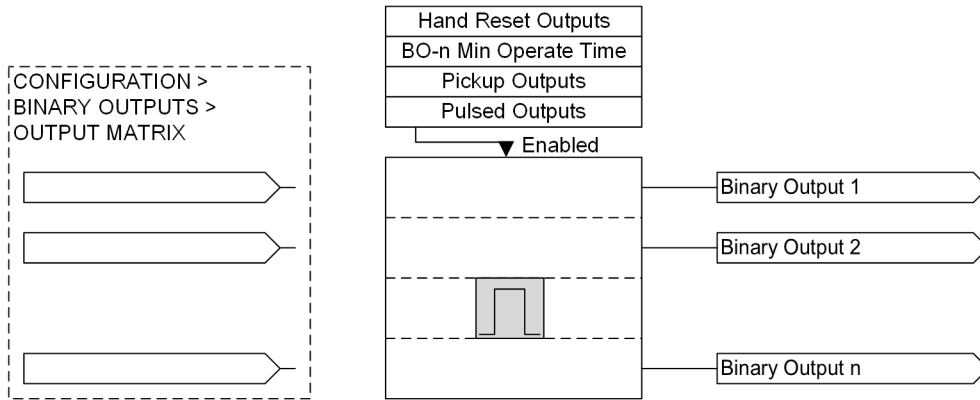 Hand Reset Outputs
BO-n Min Operate Time
Pickup Outputs
Pulsed Outputs
Enabled
CONFIGURATION >
BINARY OUTPUTS >
OUTPUT MATRIX
Binary Output 1
Binary Output 2
Binary Output n